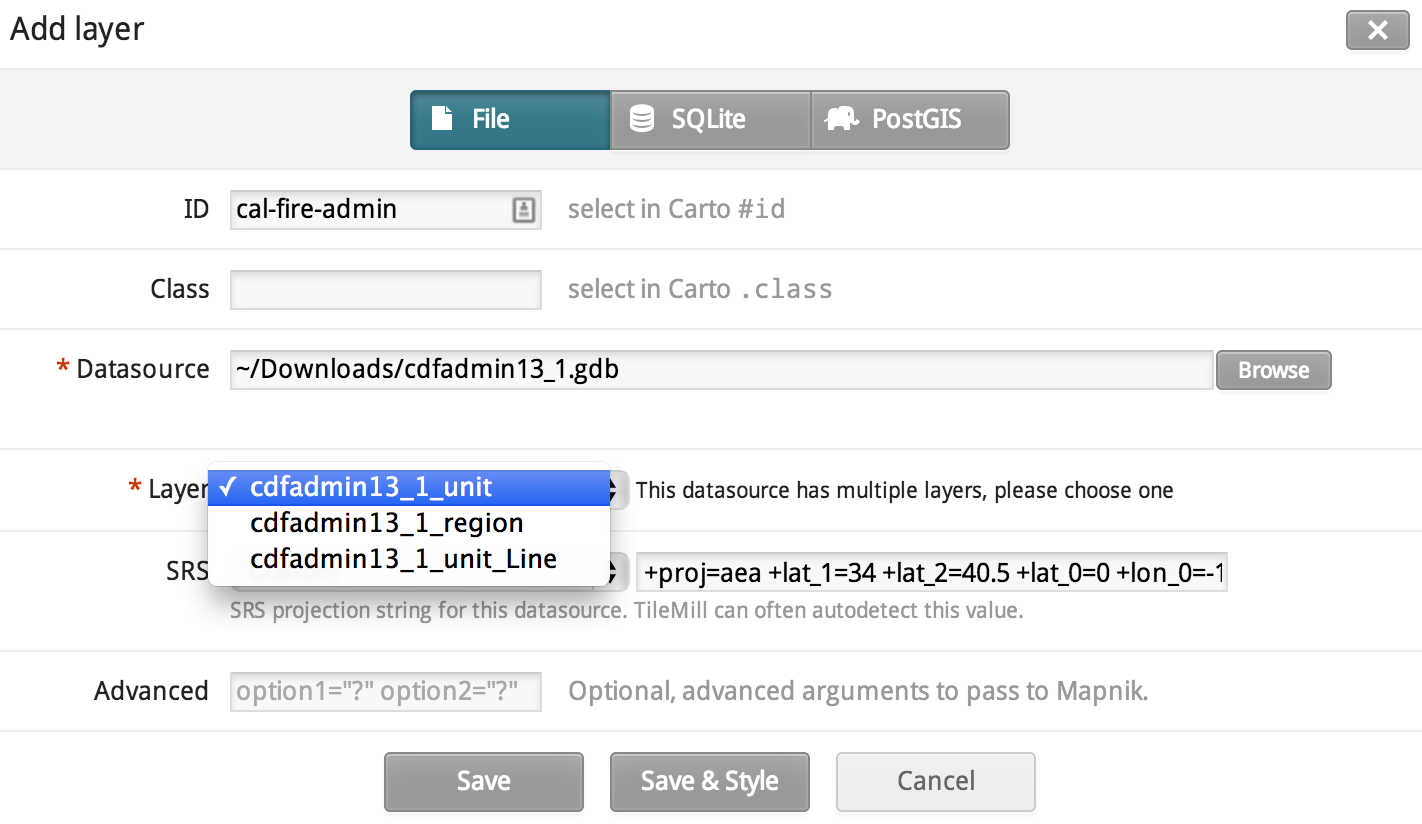 Add layer
File SQLite PostGIS
ID cal-fire-admin select in Carto #id
Class select in Carto .class
* Datasource ~/Downloads/cdfadmin13_1.gdb Browse
* Layer ✓ cdfadmin13_1_unit This datasource has multiple layers, please choose one
cdfadmin13_1_region
cdfadmin13_1_unit_Line
SRS +proj=aea +lat_1=34 +lat_2=40.5 +lat_0=0 +lon_0=-1
SRS projection string for this datasource. TileMill can often autodetect this value.
Advanced option1="?" option2="?" Optional, advanced arguments to pass to Mapnik.
Save Save & Style Cancel